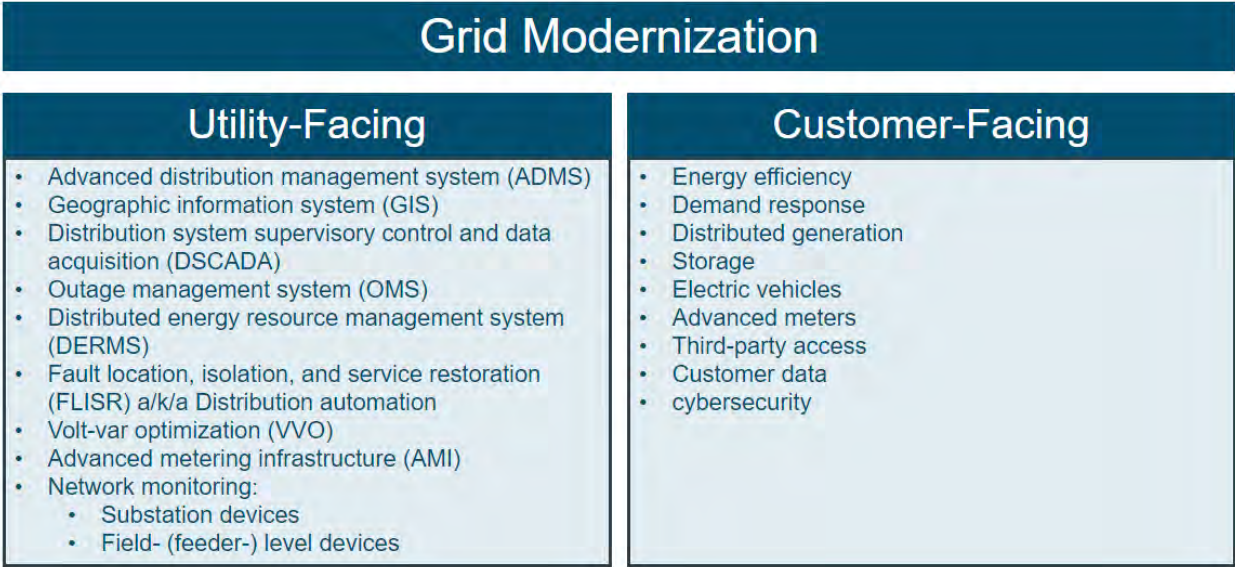 Grid Modernization
Utility-Facing
• Advanced distribution management system (ADMS)
• Geographic information system (GIS)
• Distribution system supervisory control and data
acquisition (DSCADA)
• Outage management system (OMS)
• Distributed energy resource management system
(DERMS)
• Fault location, isolation, and service restoration
(FLISR) a/k/a Distribution automation
• Volt-var optimization (VVO)
• Advanced metering infrastructure (AMI)
• Network monitoring:
• Substation devices
• Field- (feeder-) level devices
Customer-Facing
• Energy efficiency
• Demand response
• Distributed generation
• Storage
• Electric vehicles
• Advanced meters
• Third-party access
• Customer data
• cybersecurity